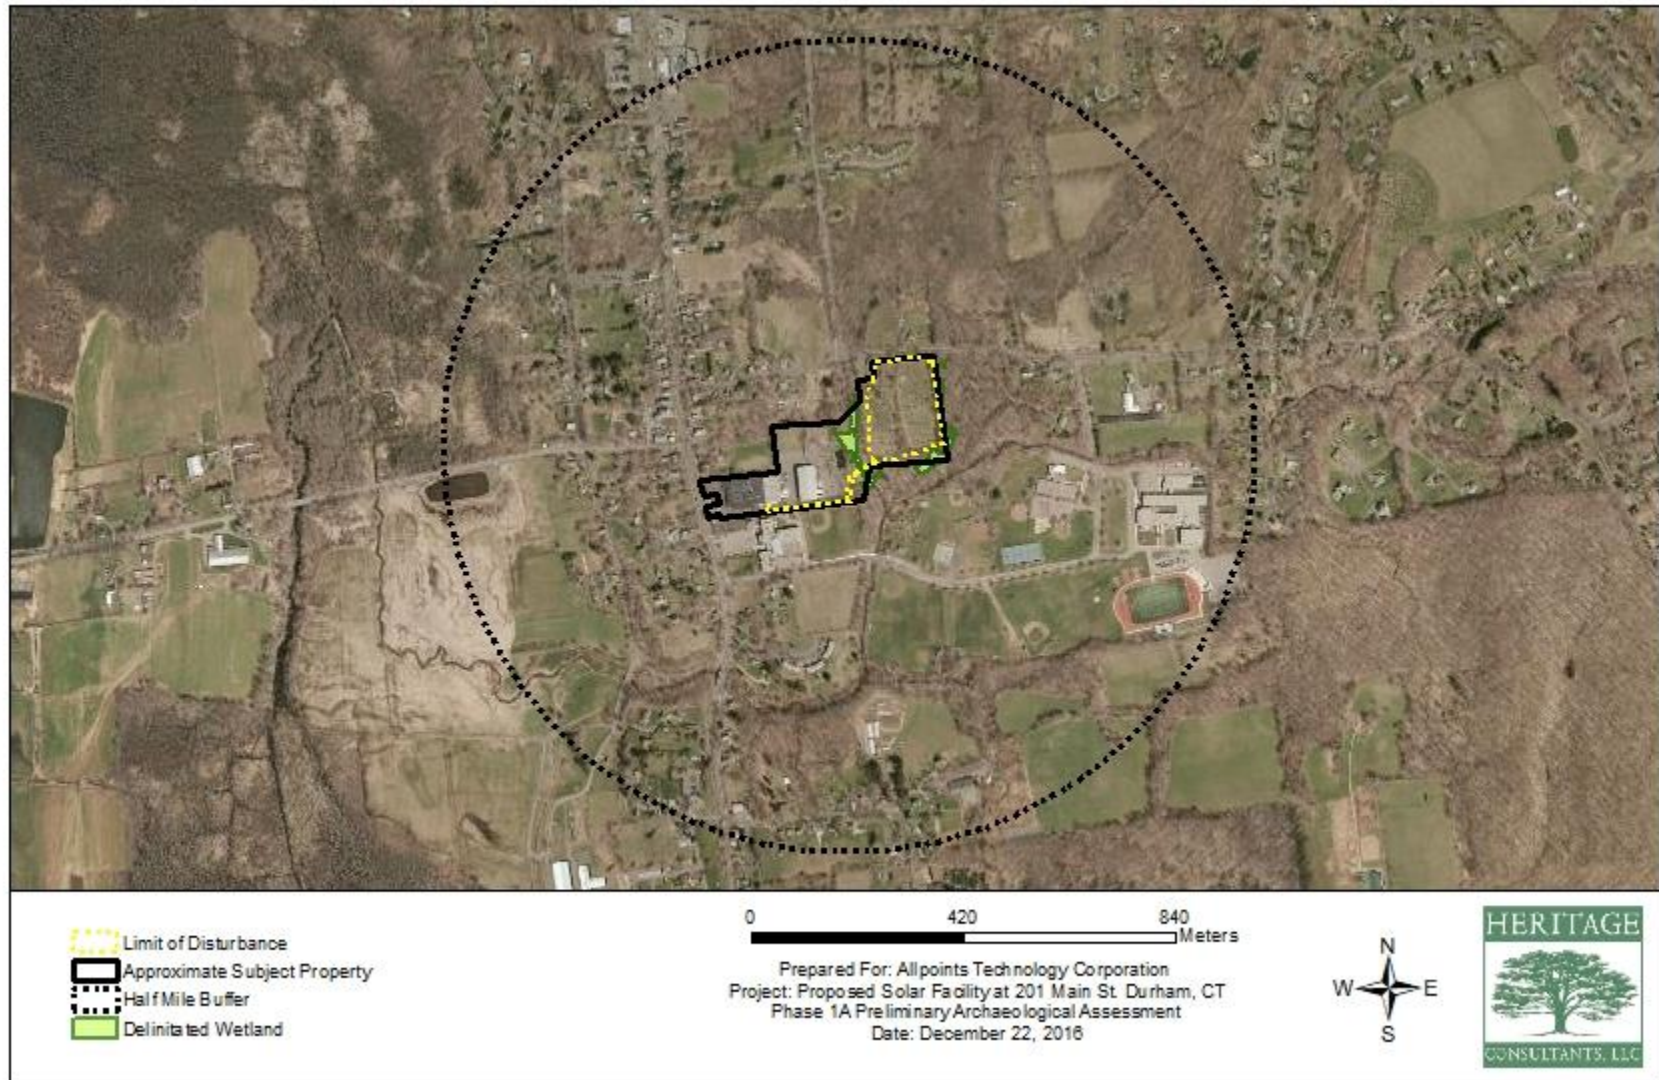 Limit of Disturbance
Approximate Subject Property
Half Mile Buffer
Delinitated Wetland
0 420 840
Meters
Prepared For: Allpoints Technology Corporation
Project: Proposed Solar Facility at 201 Main St. Durham, CT
Phase 1A Preliminary Archaeological Assessment
Date: December 22, 2016
N
W E
S
HERITAGE
CONSULTANTS, LLC